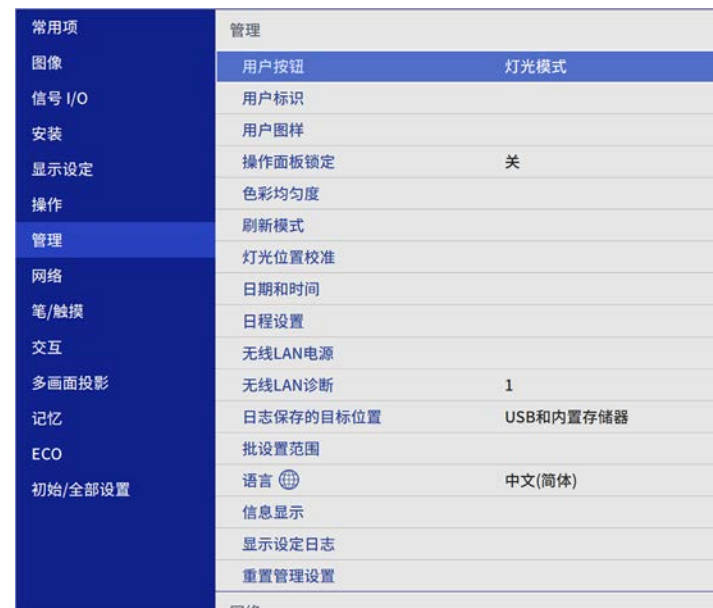 常用项
图像
信号 I/O
安装
显示设定
操作
管理
网络
笔/触摸
交互
多画面投影
记忆
ECO
初始/全部设置
管理
用户按钮 灯光模式
用户标识
用户图样
操作面板锁定 关
色彩均匀度
刷新模式
灯光位置校准
日期和时间
日程设置
无线LAN电源
无线LAN诊断 1
日志保存的目标位置 USB和内置存储器
批设置范围
语言 中文(简体)
信息显示
显示设定日志
重置管理设置